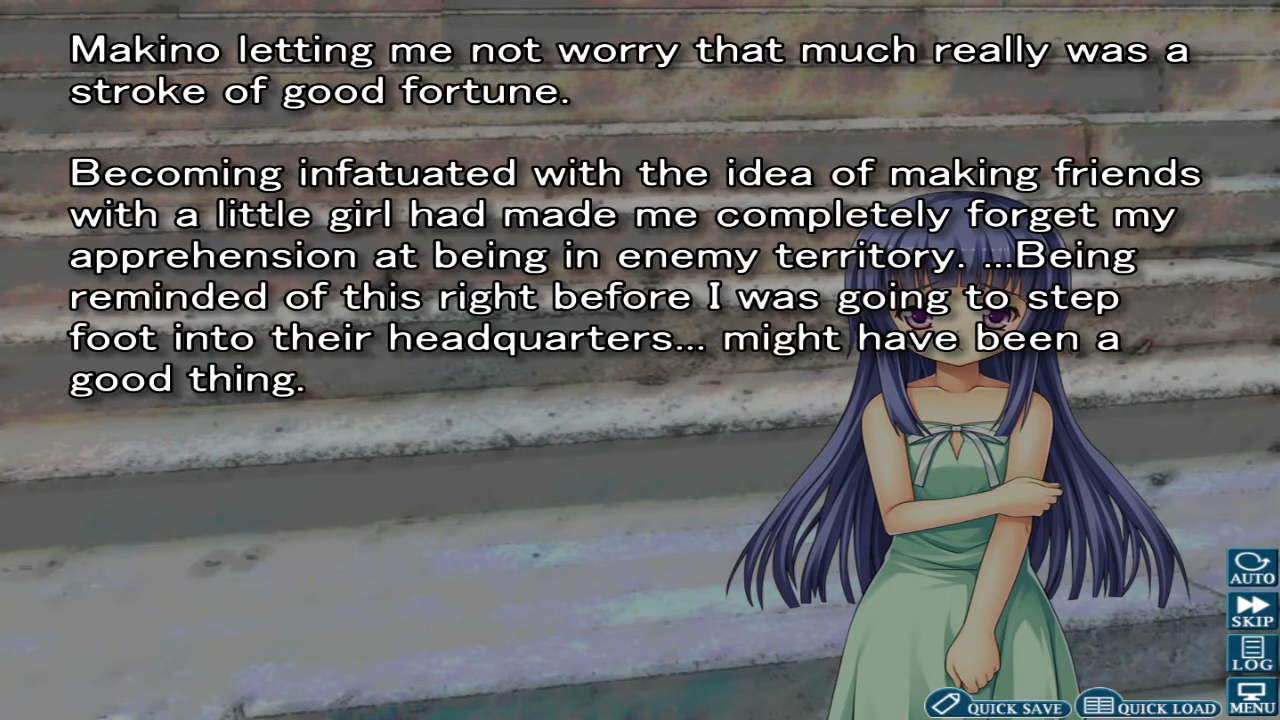 Makino letting me not worry that much really was a
stroke of good fortune.
Becoming infatuated with the idea of making friends
with a little girl had made me completely forget my
apprehension at being in enemy territory. ...Being
reminded of this right before I was going to step
foot into their headquarters... might have been a
good thing.
AUTO
SKIP
LOG
MENU
QUICK SAVE
QUICK LOAD